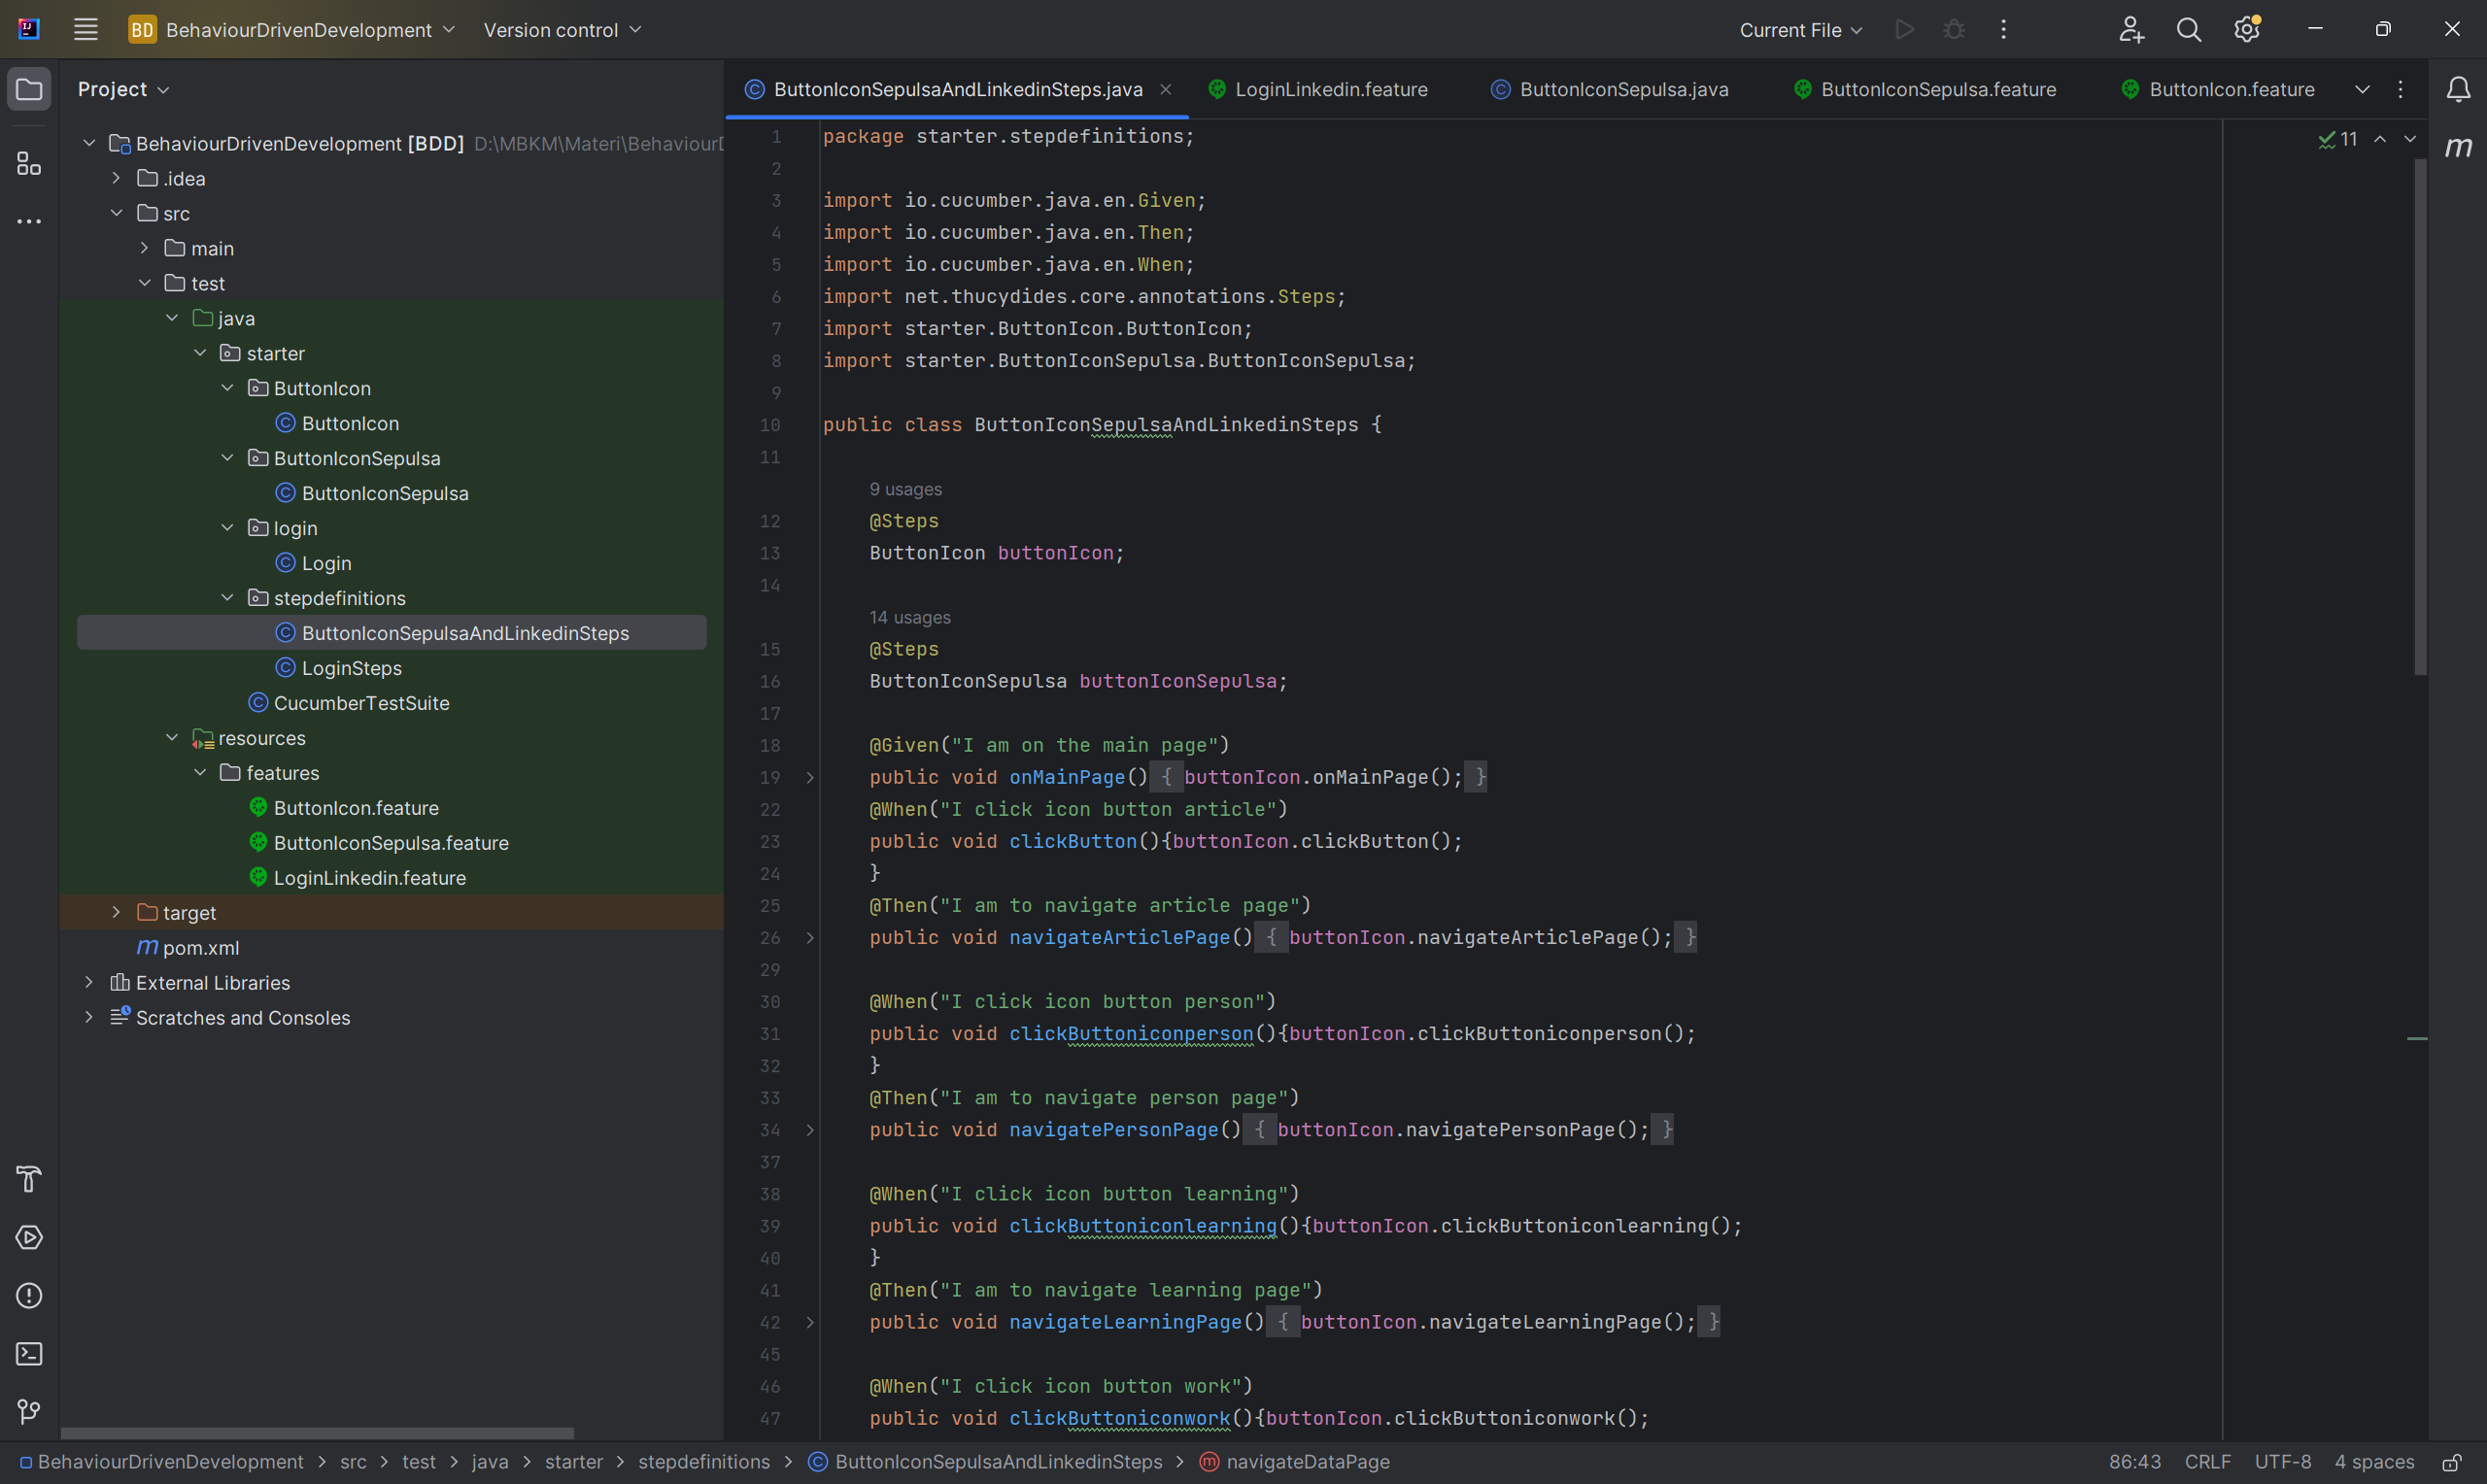 BD BehaviourDrivenDevelopment Version control Current File
Project
ButtonIconSepulsaAndLinkedinSteps.java LoginLinkedin.feature ButtonIconSepulsa.java ButtonIconSepulsa.feature ButtonIcon.feature
BehaviourDrivenDevelopment [BDD] D:\MBKM\Materi\Behaviour
.idea
src
main
test
java
starter
ButtonIcon
ButtonIcon
ButtonIconSepulsa
ButtonIconSepulsa
login
Login
stepdefinitions
ButtonIconSepulsaAndLinkedinSteps
LoginSteps
CucumberTestSuite
resources
features
ButtonIcon.feature
ButtonIconSepulsa.feature
LoginLinkedin.feature
target
pom.xml
External Libraries
Scratches and Consoles
11
1 package starter.stepdefinitions;
2
3 import io.cucumber.java.en.Given;
4 import io.cucumber.java.en.Then;
5 import io.cucumber.java.en.When;
6 import net.thucydides.core.annotations.Steps;
7 import starter.ButtonIcon.ButtonIcon;
8 import starter.ButtonIconSepulsa.ButtonIconSepulsa;
9
10 public class ButtonIconSepulsaAndLinkedinSteps {
11
9 usages
12 @Steps
13 ButtonIcon buttonIcon;
14
14 usages
15 @Steps
16 ButtonIconSepulsa buttonIconSepulsa;
17
18 @Given("I am on the main page")
19 public void onMainPage() { buttonIcon.onMainPage(); }
22 @When("I click icon button article")
23 public void clickButton(){buttonIcon.clickButton();
24 }
25 @Then("I am to navigate article page")
26 public void navigateArticlePage() { buttonIcon.navigateArticlePage(); }
29
30 @When("I click icon button person")
31 public void clickButtoniconperson(){buttonIcon.clickButtoniconperson();
32 }
33 @Then("I am to navigate person page")
34 public void navigatePersonPage() { buttonIcon.navigatePersonPage(); }
37
38 @When("I click icon button learning")
39 public void clickButtoniconlearning(){buttonIcon.clickButtoniconlearning();
40 }
41 @Then("I am to navigate learning page")
42 public void navigateLearningPage() { buttonIcon.navigateLearningPage(); }
45
46 @When("I click icon button work")
47 public void clickButtoniconwork(){buttonIcon.clickButtoniconwork();
BehaviourDrivenDevelopment > src > test > java > starter > stepdefinitions > ButtonIconSepulsaAndLinkedinSteps > navigateDataPage 86:43 CRLF UTF-8 4 spaces